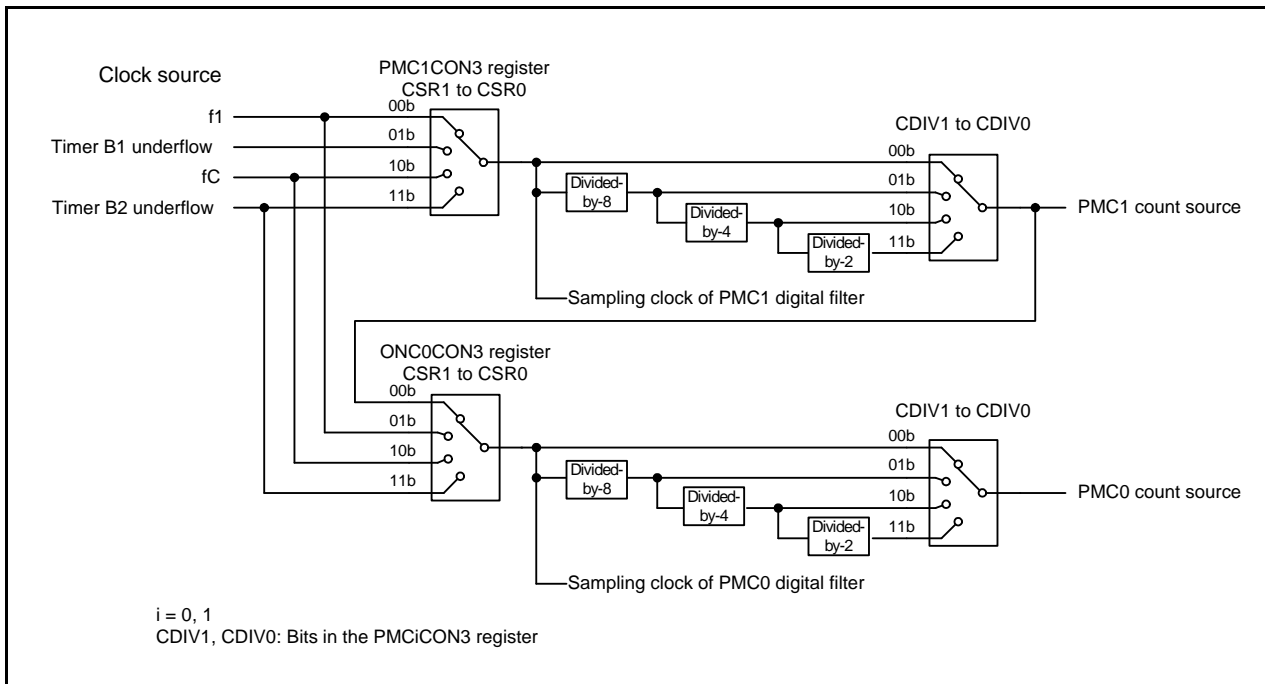 Clock source
f1
Timer B1 underflow
fC
Timer B2 underflow
PMC1CON3 register
CSR1 to CSR0
00b
01b
10b
11b
Divided-
by-8
Divided-
by-4
Divided-
by-2
CDIV1 to CDIV0
00b
01b
10b
11b
PMC1 count source
Sampling clock of PMC1 digital filter
ONC0CON3 register
CSR1 to CSR0
00b
01b
10b
11b
Divided-
by-8
Divided-
by-4
Divided-
by-2
CDIV1 to CDIV0
00b
01b
10b
11b
PMC0 count source
Sampling clock of PMC0 digital filter
i = 0, 1
CDIV1, CDIV0: Bits in the PMCiCON3 register